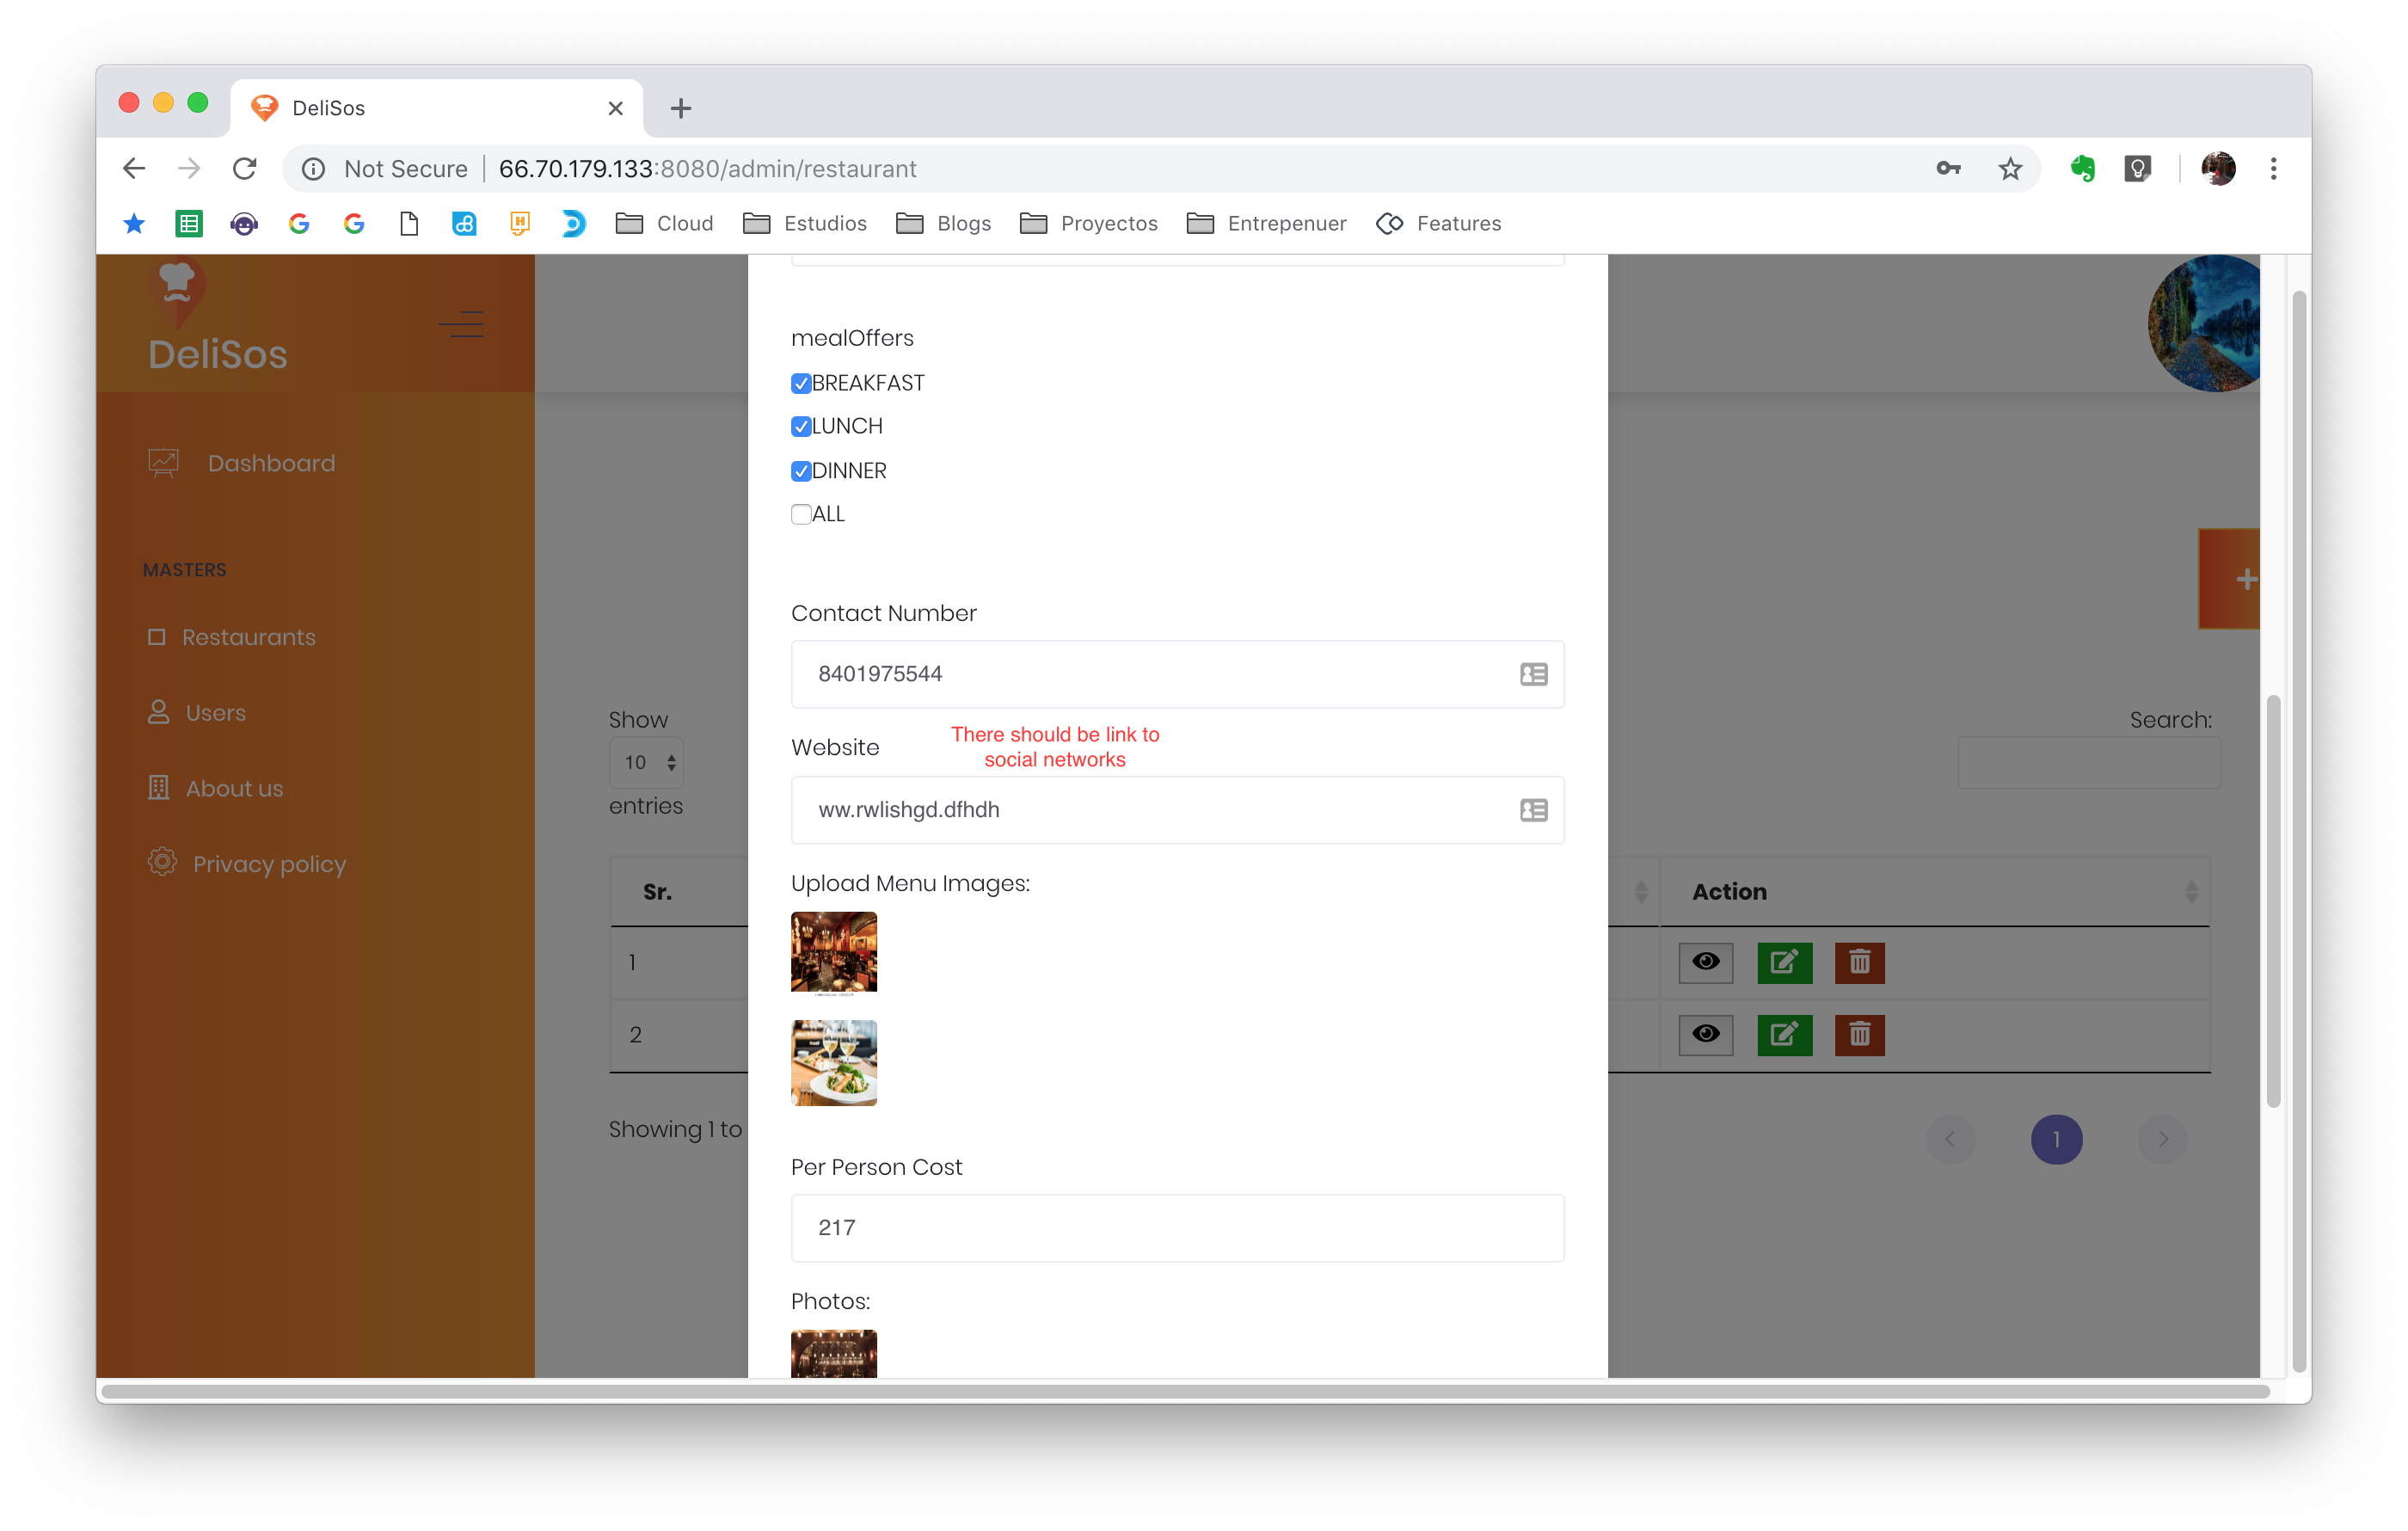 DeliSos
Not Secure
66.70.179.133:8080/admin/restaurant
Cloud
Estudios
Blogs
Proyectos
Entrepenuer
Features
DeliSos
Dashboard
MASTERS
Restaurants
Users
About us
Privacy policy
mealOffers
BREAKFAST
LUNCH
DINNER
ALL
Contact Number
8401975544
Website
There should be link to
social networks
ww.rwlishgd.dfhdh
Upload Menu Images:
Per Person Cost
217
Photos:
Show
10
entries
Search:
Sr.
Action
1
2
Showing 1 to
1